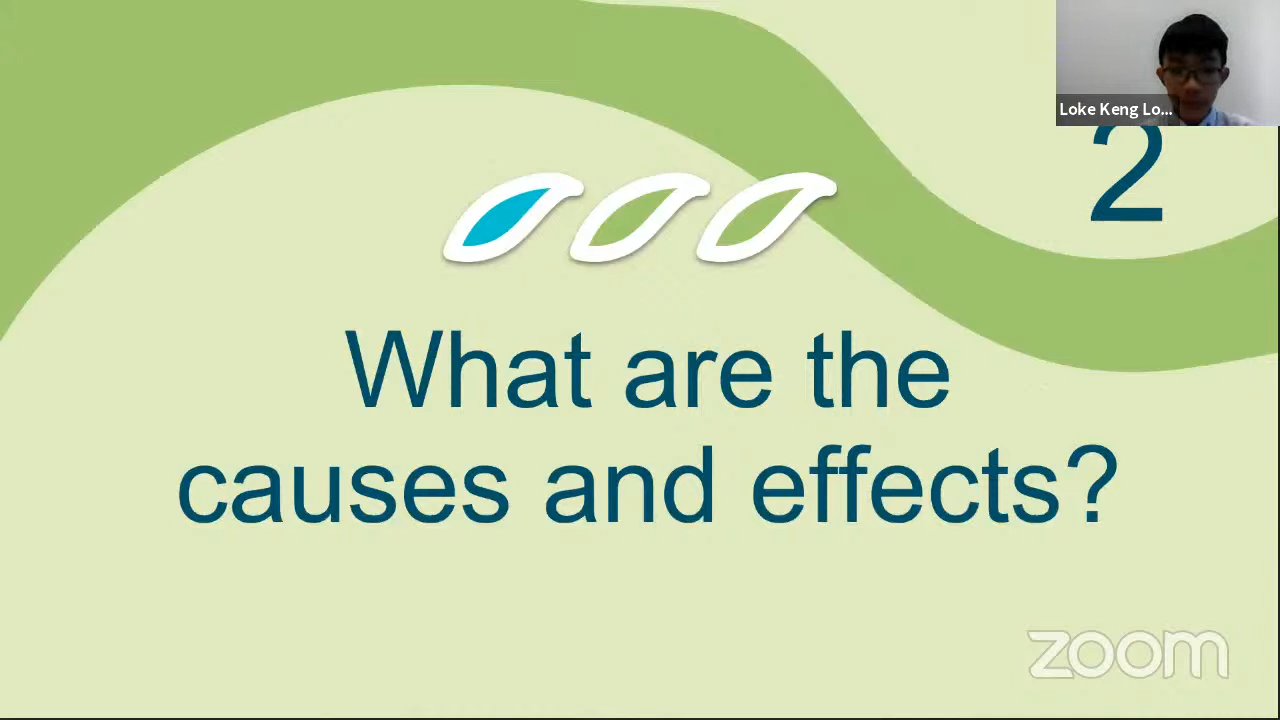 Loke Keng Lo...
2
What are the
causes and effects?
zoom